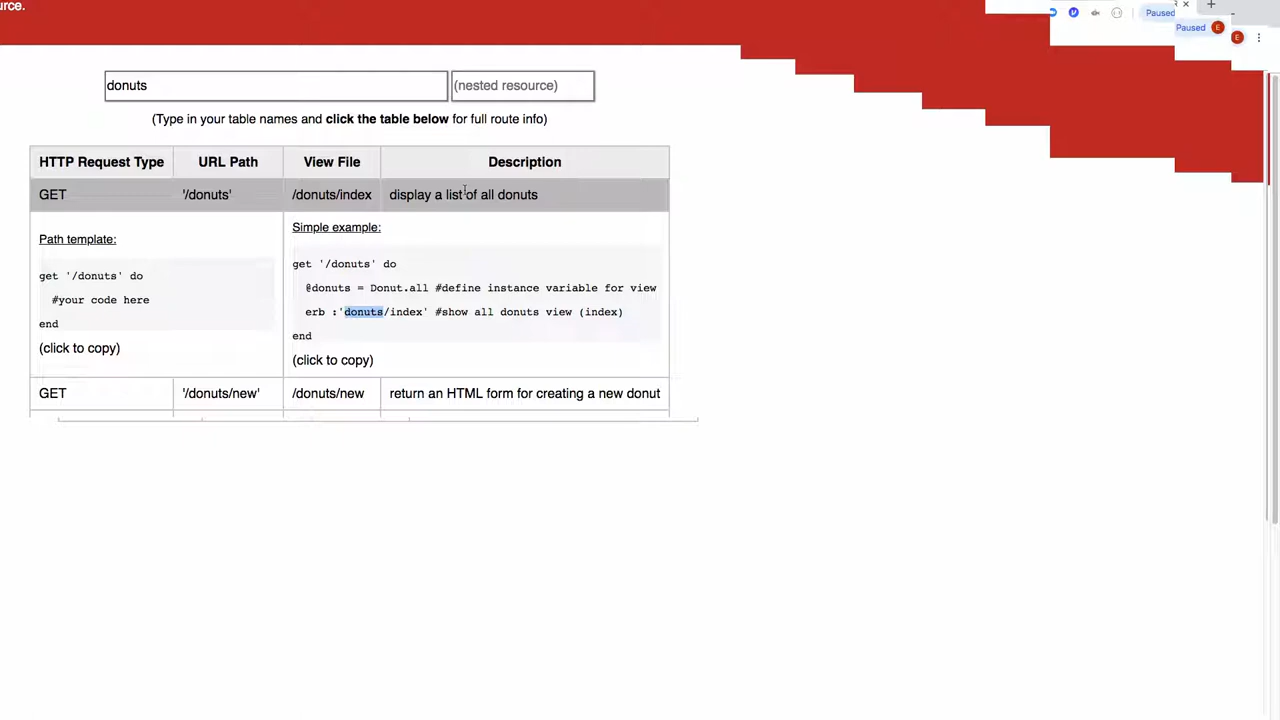 urce.
Paused
Paused E
E
donuts
(nested resource)
(Type in your table names and click the table below for full route info)
HTTP Request Type URL Path View File Description
GET '/donuts' /donuts/index display a list of all donuts
Path template:
get '/donuts' do
#your code here
end
(click to copy)
Simple example:
get '/donuts' do
@donuts = Donut.all #define instance variable for view
erb :'donuts/index' #show all donuts view (index)
end
(click to copy)
GET '/donuts/new' /donuts/new return an HTML form for creating a new donut